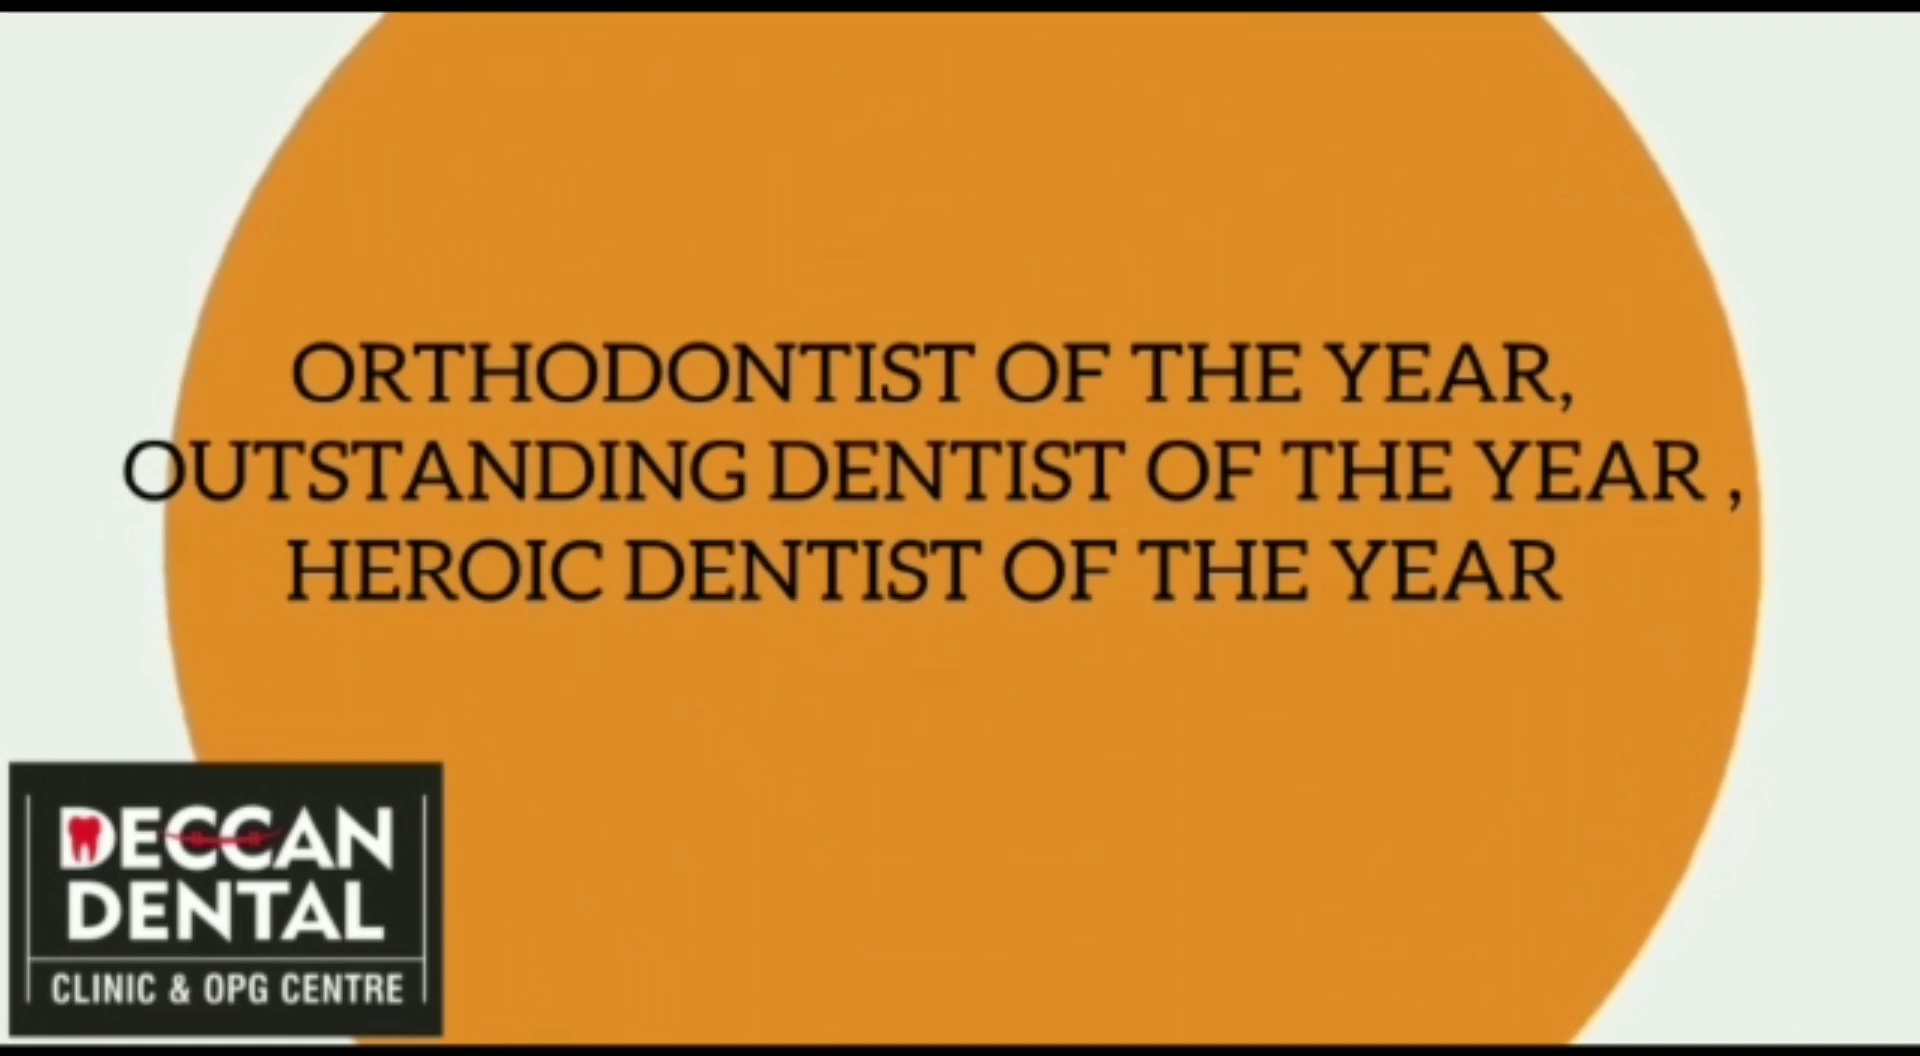 ORTHODONTIST OF THE YEAR,
OUTSTANDING DENTIST OF THE YEAR ,
HEROIC DENTIST OF THE YEAR
DECCAN
DENTAL
CLINIC & OPG CENTRE